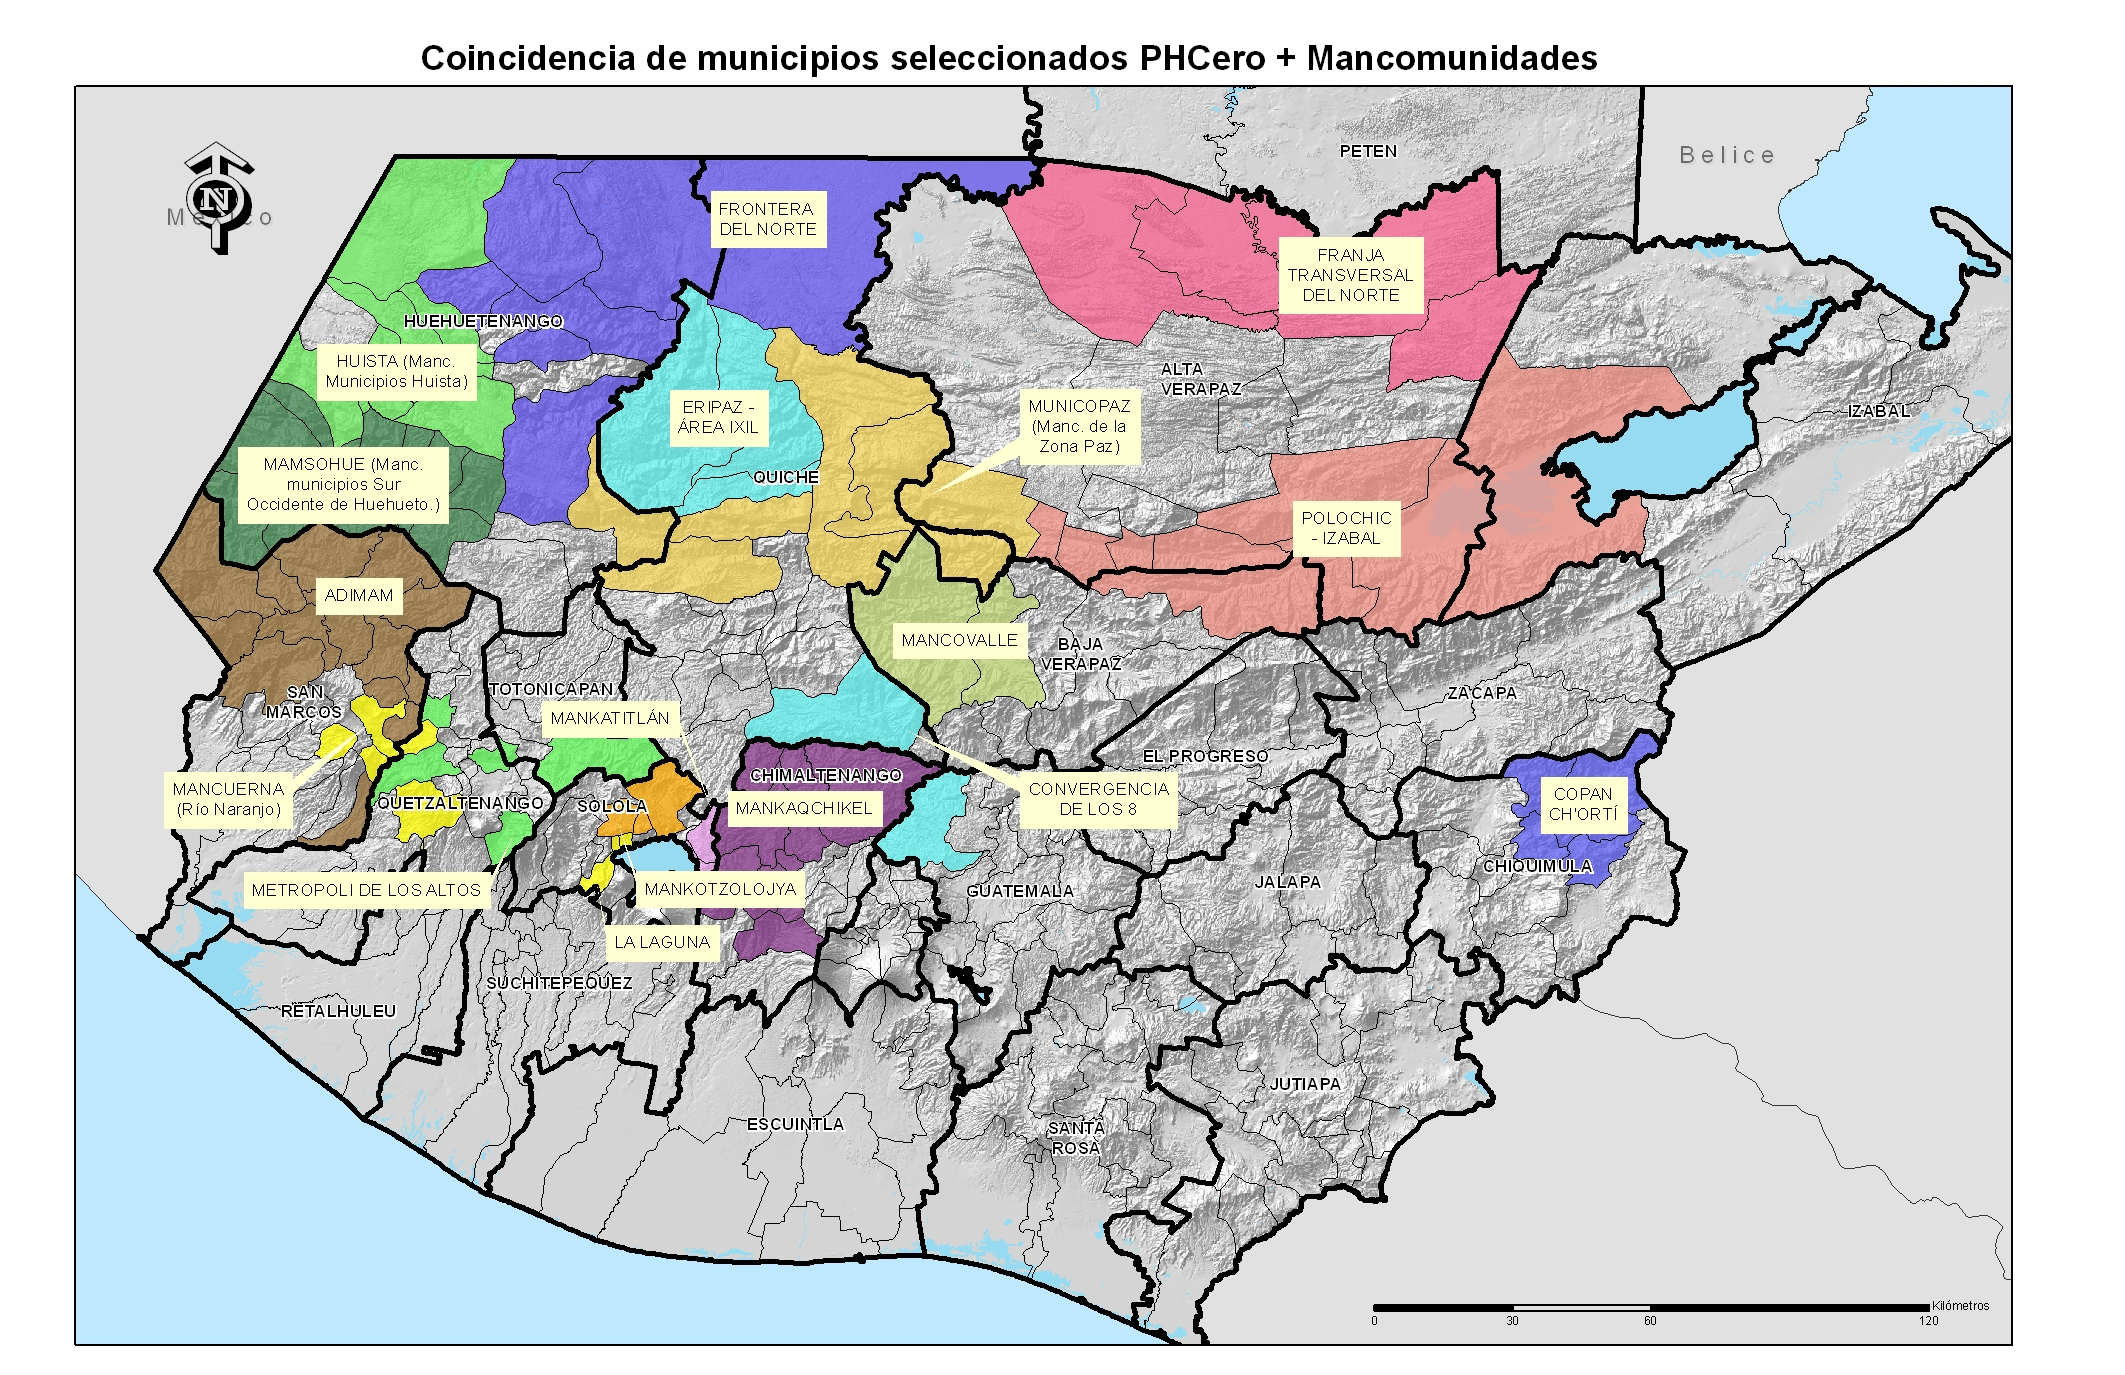 Coincidencia de municipios seleccionados PHCero + Mancomunidades
PETEN
Belice
N
FRONTERA
DEL NORTE
FRANJA
TRANSVERSAL
DEL NORTE
HUEHUETENANGO
HUISTA (Manc.
Municipios Huista)
ALTA
VERAPAZ
ERIPAZ -
ÁREA IXIL
MUNICOPAZ
(Manc. de la
Zona Paz)
IZABAL
MAMSOHUE (Manc.
municipios Sur
Occidente de Huehueto.)
QUICHE
POLOCHIC
- IZABAL
ADIMAM
MANCOVALLE
BAJA
VERAPAZ
SAN
MARCOS
TOTONICAPAN
ZACAPA
MANKATITLÁN
EL PROGRESO
CHIMALTENANGO
MANCUERNA
(Río Naranjo)
QUETZALTENANGO
SOLOLA
MANKAQCHIKEL
CONVERGENCIA
DE LOS 8
COPAN
CH'ORTÍ
METROPOLI DE LOS ALTOS
MANKOTZOLOJYA
GUATEMALA
JALAPA
CHIQUIMULA
LA LAGUNA
SUCHITEPEQUEZ
RETALHULEU
JUTIAPA
ESCUINTLA
SANTA
ROSA
Kilómetros
0 30 60 120